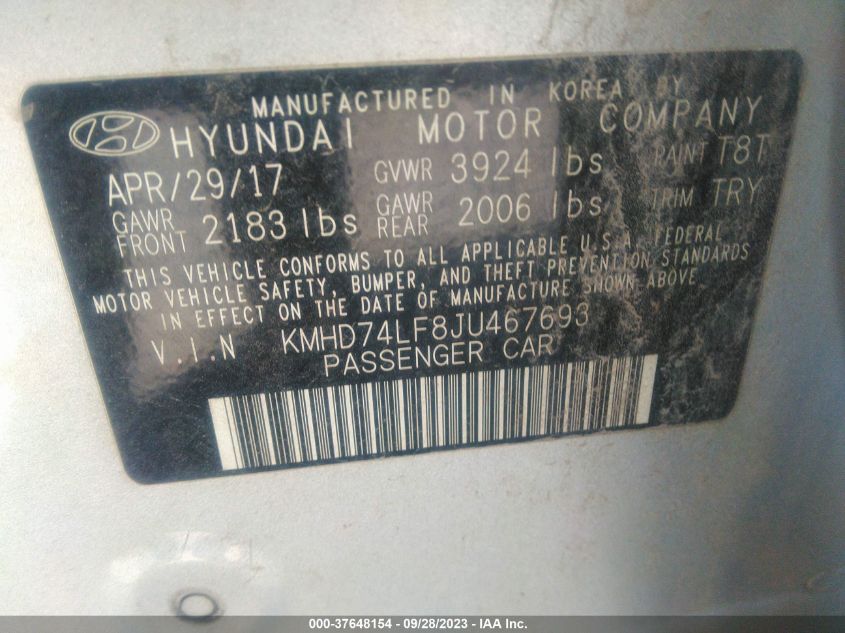 MANUFACTURED IN KOREA BY
HYUNDAI MOTOR COMPANY
APR/29/17 GVWR 3924 lbs PAINT T8T
GAWR FRONT 2183 lbs GAWR REAR 2006 lbs TRIM TRY
THIS VEHICLE CONFORMS TO ALL APPLICABLE U.S.A. FEDERAL
MOTOR VEHICLE SAFETY, BUMPER, AND THEFT PREVENTION STANDARDS
IN EFFECT ON THE DATE OF MANUFACTURE SHOWN ABOVE
V.I.N KMHD74LF8JU467693
PASSENGER CAR
000-37648154 - 09/28/2023 - IAA Inc.